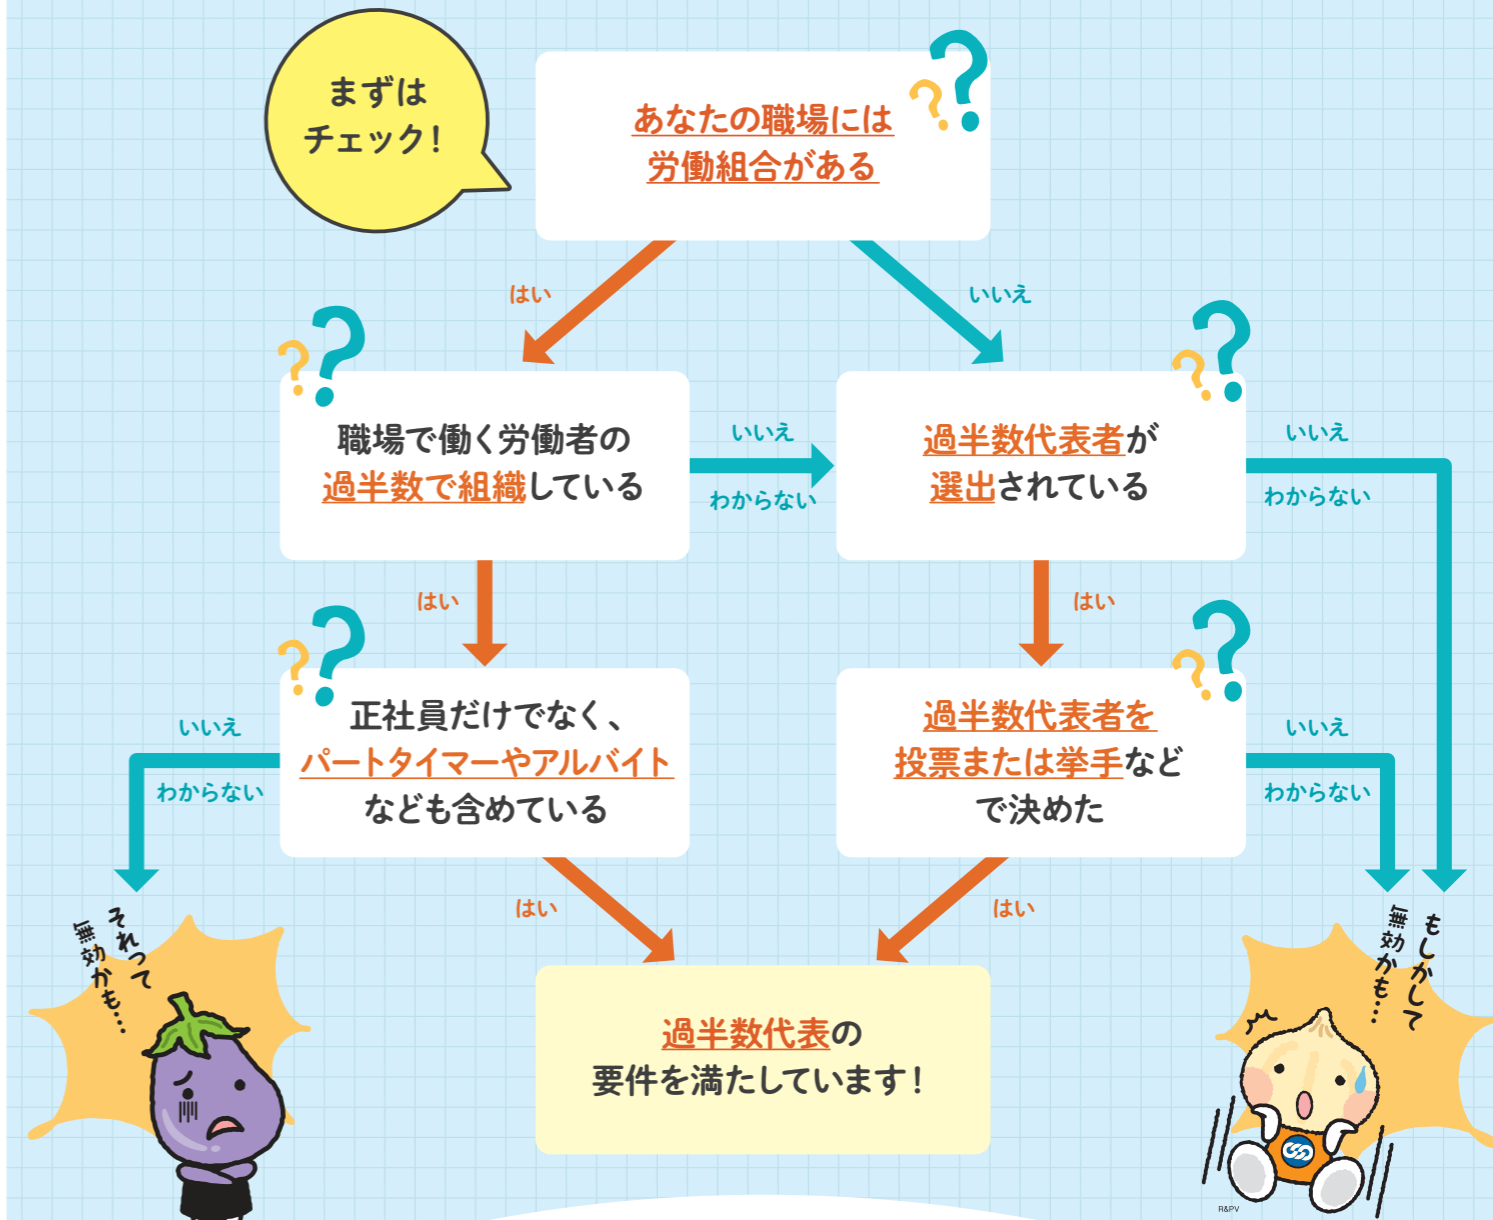 まずは
チェック！
あなたの職場には
労働組合がある
はい
いいえ
職場で働く労働者の
過半数で組織している
いいえ
わからない
過半数代表者が
選出されている
いいえ
わからない
はい
はい
正社員だけでなく、
パートタイマーやアルバイト
なども含めている
いいえ
わからない
過半数代表者を
投票または挙手など
で決めた
いいえ
わからない
はい
はい
それって
無効かも…
過半数代表の
要件を満たしています！
もしかして
無効かも…
R&PV